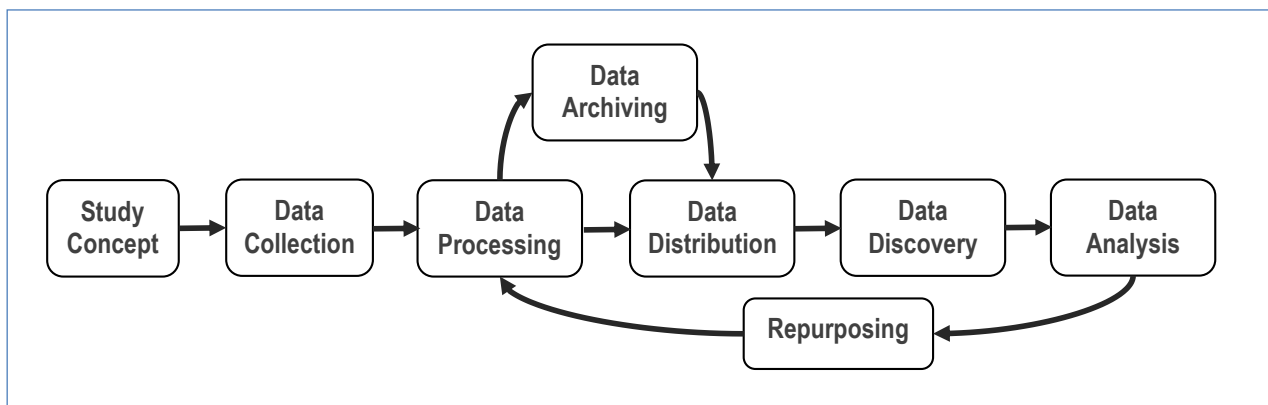 Data
Archiving
Study
Concept
Data
Collection
Data
Processing
Data
Distribution
Data
Discovery
Data
Analysis
Repurposing